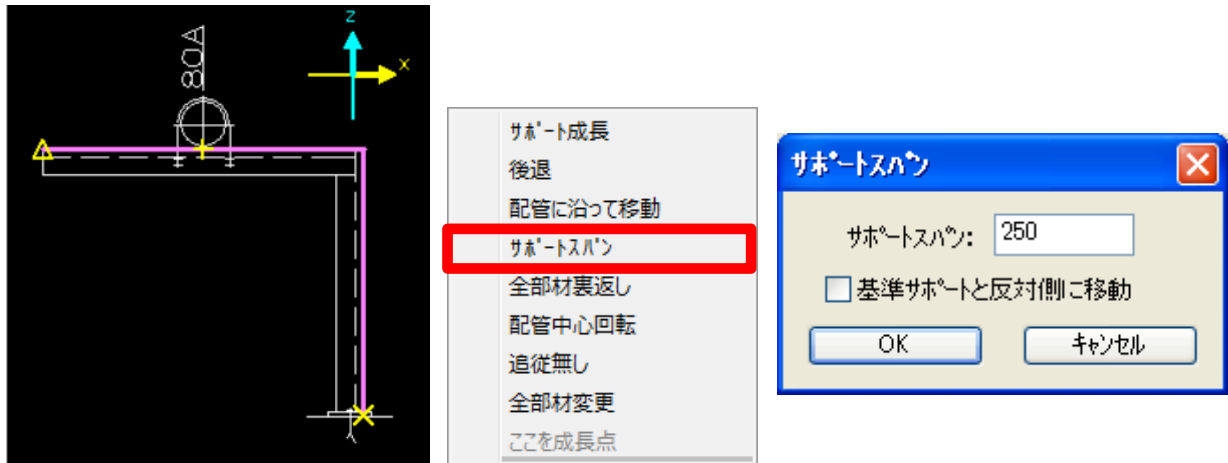 Z
X
80A
ｻﾎﾟｰﾄ成長
後退
配管に沿って移動
ｻﾎﾟｰﾄｽﾊﾟﾝ
全部材裏返し
配管中心回転
追従無し
全部材変更
ここを成長点
サポートスパン
サポートスパン: 250
基準サポートと反対側に移動
OK キャンセル